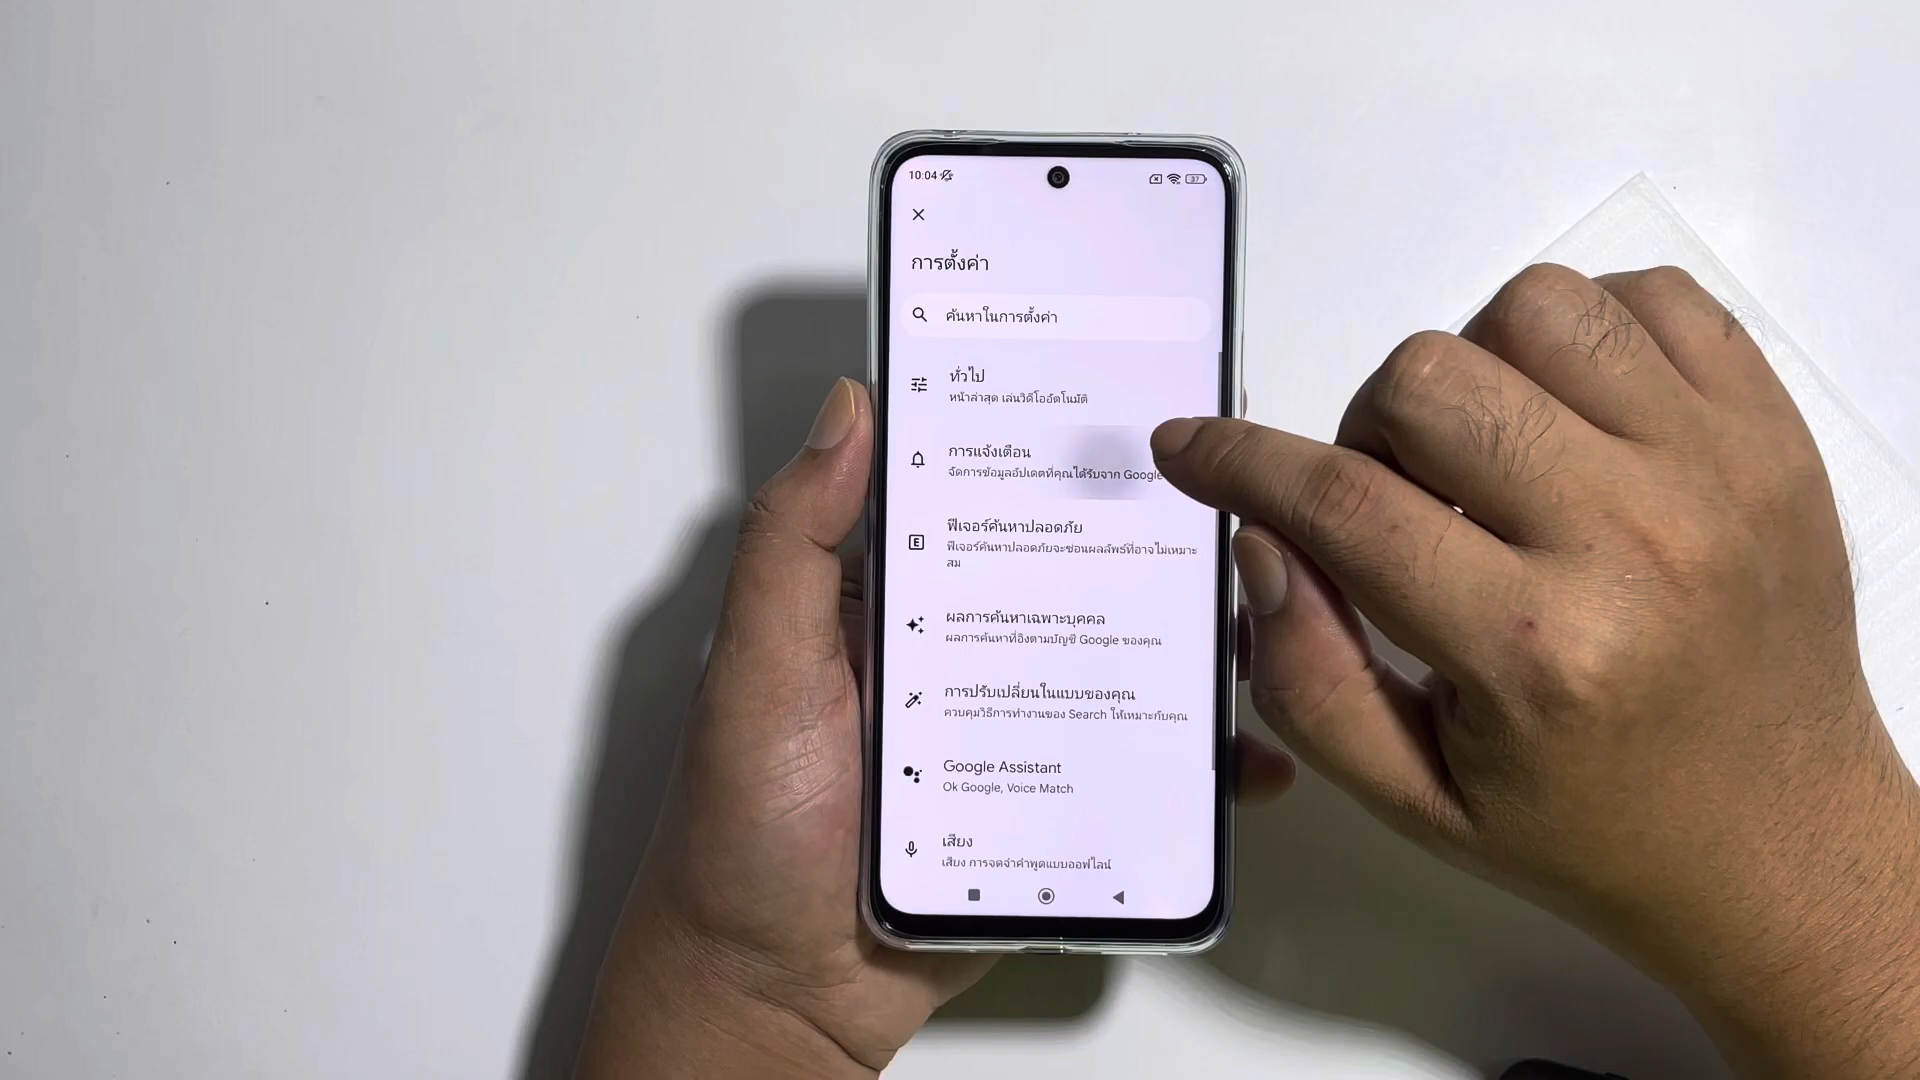 10:04
37
การตั้งค่า
ค้นหาในการตั้งค่า
ทั่วไป
หน้าล่าสุด เล่นวิดีโออัตโนมัติ
การแจ้งเตือน
จัดการข้อมูลอัปเดตที่คุณได้รับจาก Google
ฟีเจอร์ค้นหาปลอดภัย
ฟีเจอร์ค้นหาปลอดภัยจะซ่อนผลลัพธ์ที่อาจไม่เหมาะ
สม
ผลการค้นหาเฉพาะบุคคล
ผลการค้นหาที่อิงตามบัญชี Google ของคุณ
การปรับเปลี่ยนในแบบของคุณ
ควบคุมวิธีการทำงานของ Search ให้เหมาะกับคุณ
Google Assistant
Ok Google, Voice Match
เสียง
เสียง การจดจำคำพูดแบบออฟไลน์